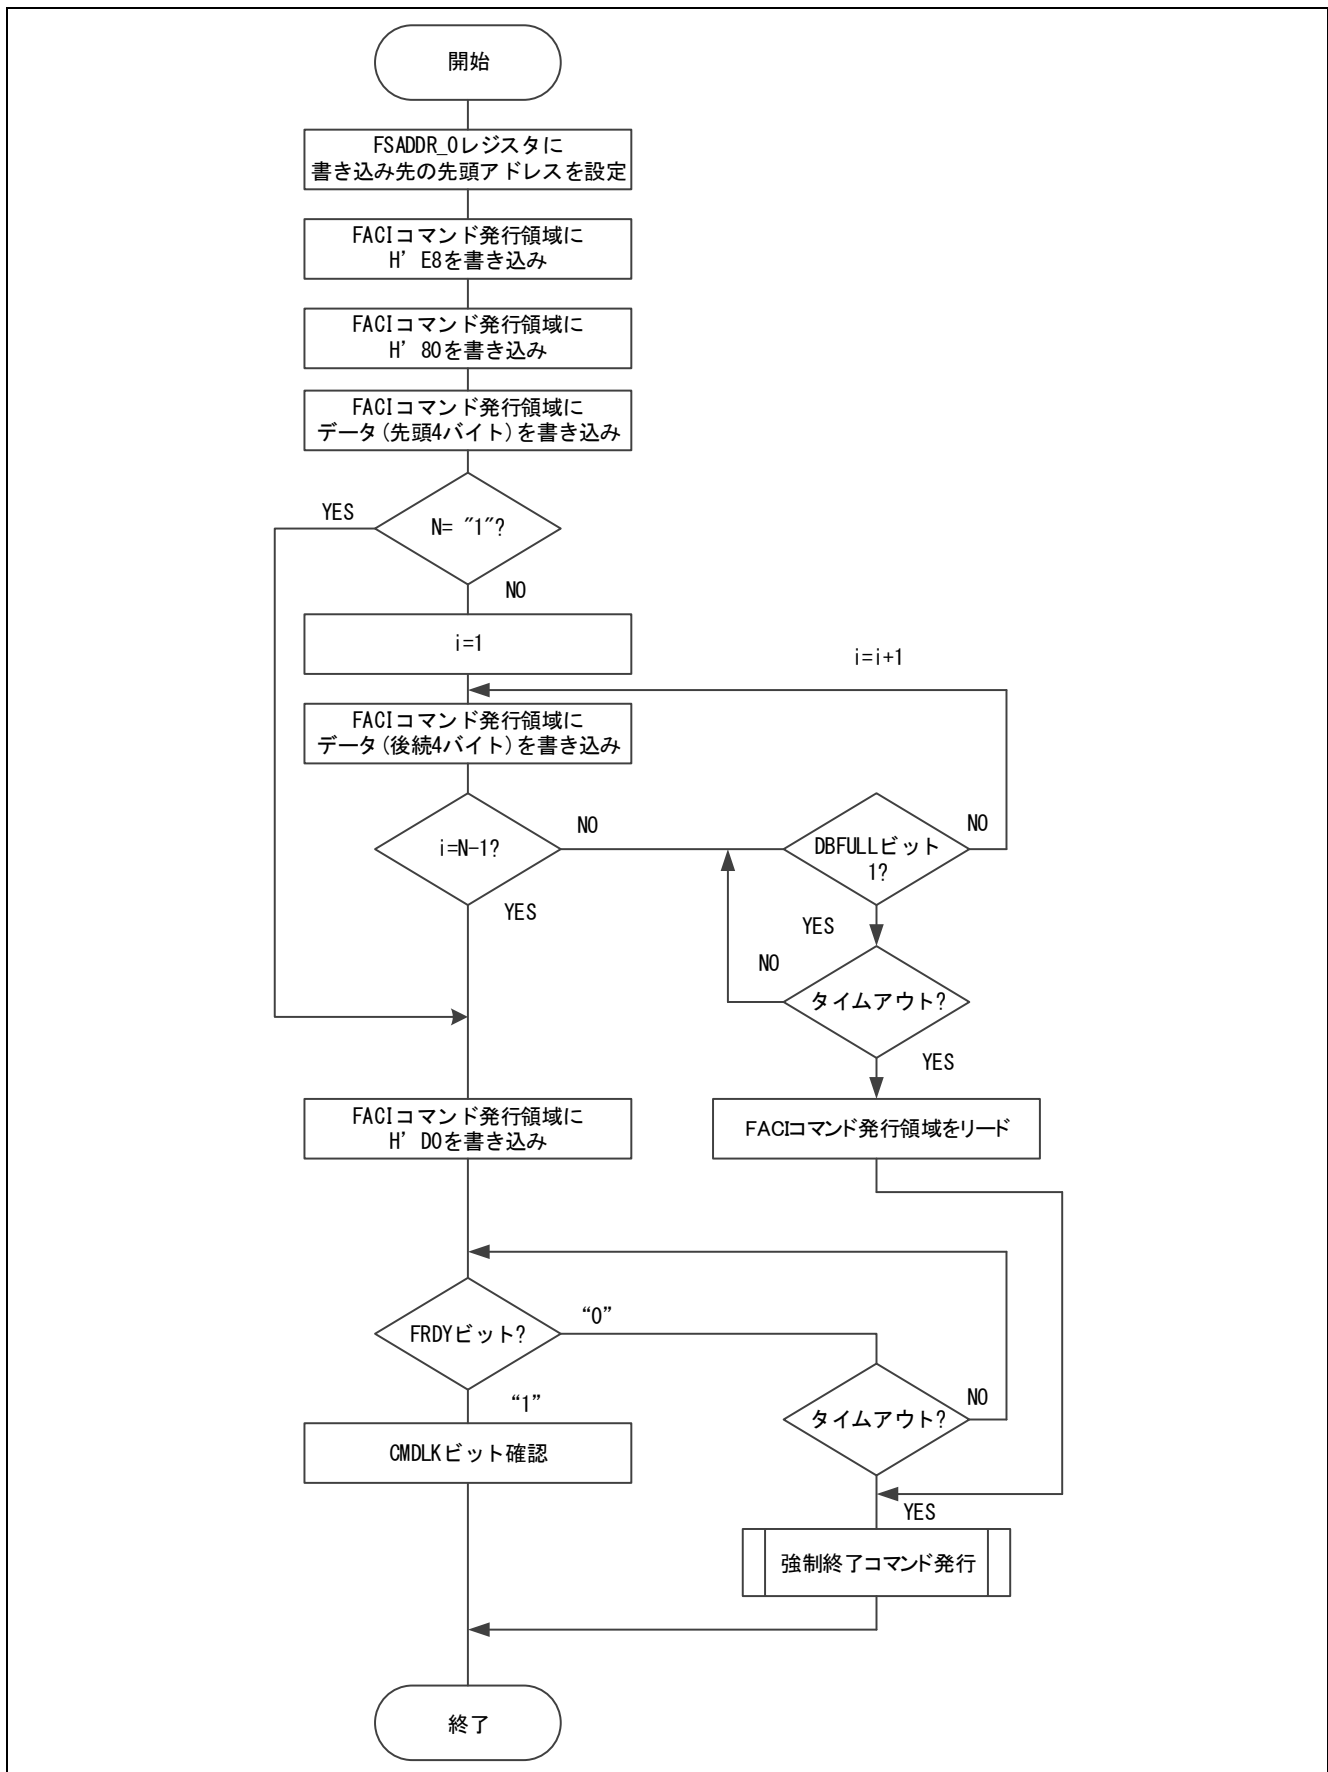 開始
FSADDR_0レジスタに
書き込み先の先頭アドレスを設定
FACIコマンド発行領域に
H’E8を書き込み
FACIコマンド発行領域に
H’80を書き込み
FACIコマンド発行領域に
データ(先頭4バイト)を書き込み
YES
N= "1"?
NO
i=1
i=i+1
FACIコマンド発行領域に
データ(後続4バイト)を書き込み
i=N-1?
NO
DBFULLビット
1?
NO
YES
YES
NO
タイムアウト?
YES
FACIコマンド発行領域に
H’D0を書き込み
FACIコマンド発行領域をリード
FRDYビット?
“0”
“1”
タイムアウト?
NO
CMDLKビット確認
YES
強制終了コマンド発行
終了